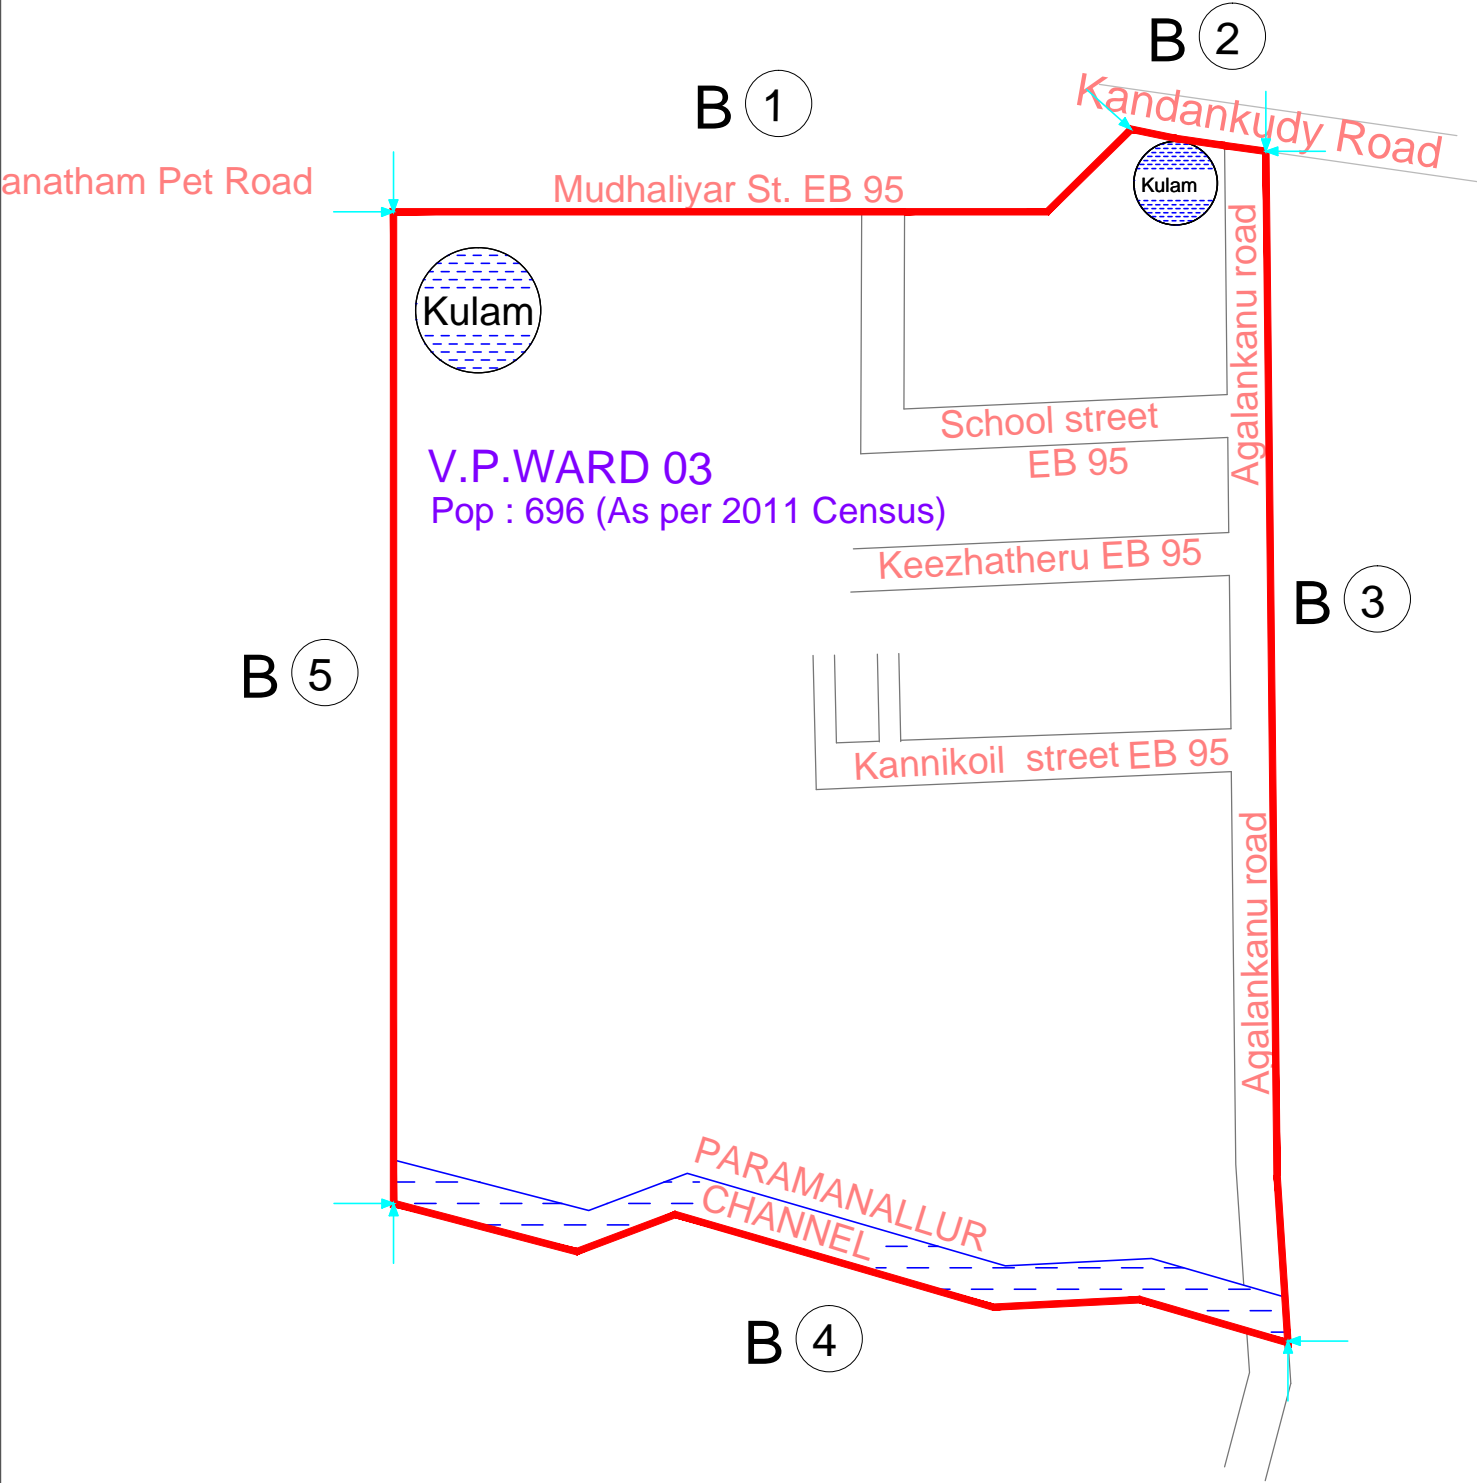 B 2
Kandankudy Road
B 1
anatham Pet Road
Mudhaliyar St. EB 95
Kulam
Kulam
Agalankanu road
School street
EB 95
V.P.WARD 03
Pop : 696 (As per 2011 Census)
Keezhatheru EB 95
B 3
B 5
Kannikoil street EB 95
Agalankanu road
PARAMANALLUR
CHANNEL
B 4